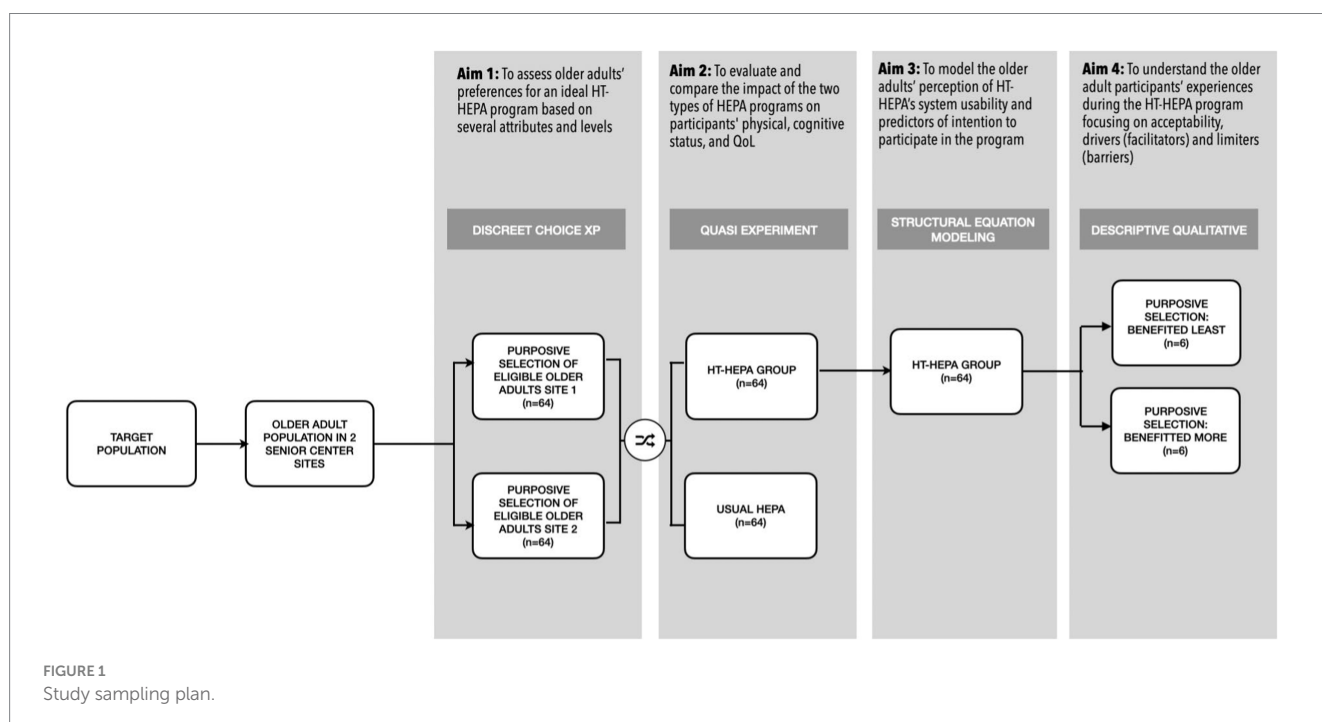 Aim 1: To assess older adults'
preferences for an ideal HT-
HEPA program based on
several attributes and levels
Aim 2: To evaluate and
compare the impact of the two
types of HEPA programs on
participants' physical, cognitive
status, and QoL
Aim 3: To model the older
adults' perception of HT-
HEPA's system usability and
predictors of intention to
participate in the program
Aim 4: To understand the older
adult participants' experiences
during the HT-HEPA program
focusing on acceptability,
drivers (facilitators) and limiters
(barriers)
DISCREET CHOICE XP
QUASI EXPERIMENT
STRUCTURAL EQUATION
MODELING
DESCRIPTIVE QUALITATIVE
TARGET
POPULATION
OLDER ADULT
POPULATION IN 2
SENIOR CENTER
SITES
PURPOSIVE
SELECTION OF
ELIGIBLE OLDER
ADULTS SITE 1
(n=64)
PURPOSIVE
SELECTION OF
ELIGIBLE OLDER
ADULTS SITE 2
(n=64)
HT-HEPA GROUP
(n=64)
USUAL HEPA
(n=64)
HT-HEPA GROUP
(n=64)
PURPOSIVE
SELECTION:
BENEFITED LEAST
(n=6)
PURPOSIVE
SELECTION:
BENEFITTED MORE
(n=6)
FIGURE 1
Study sampling plan.